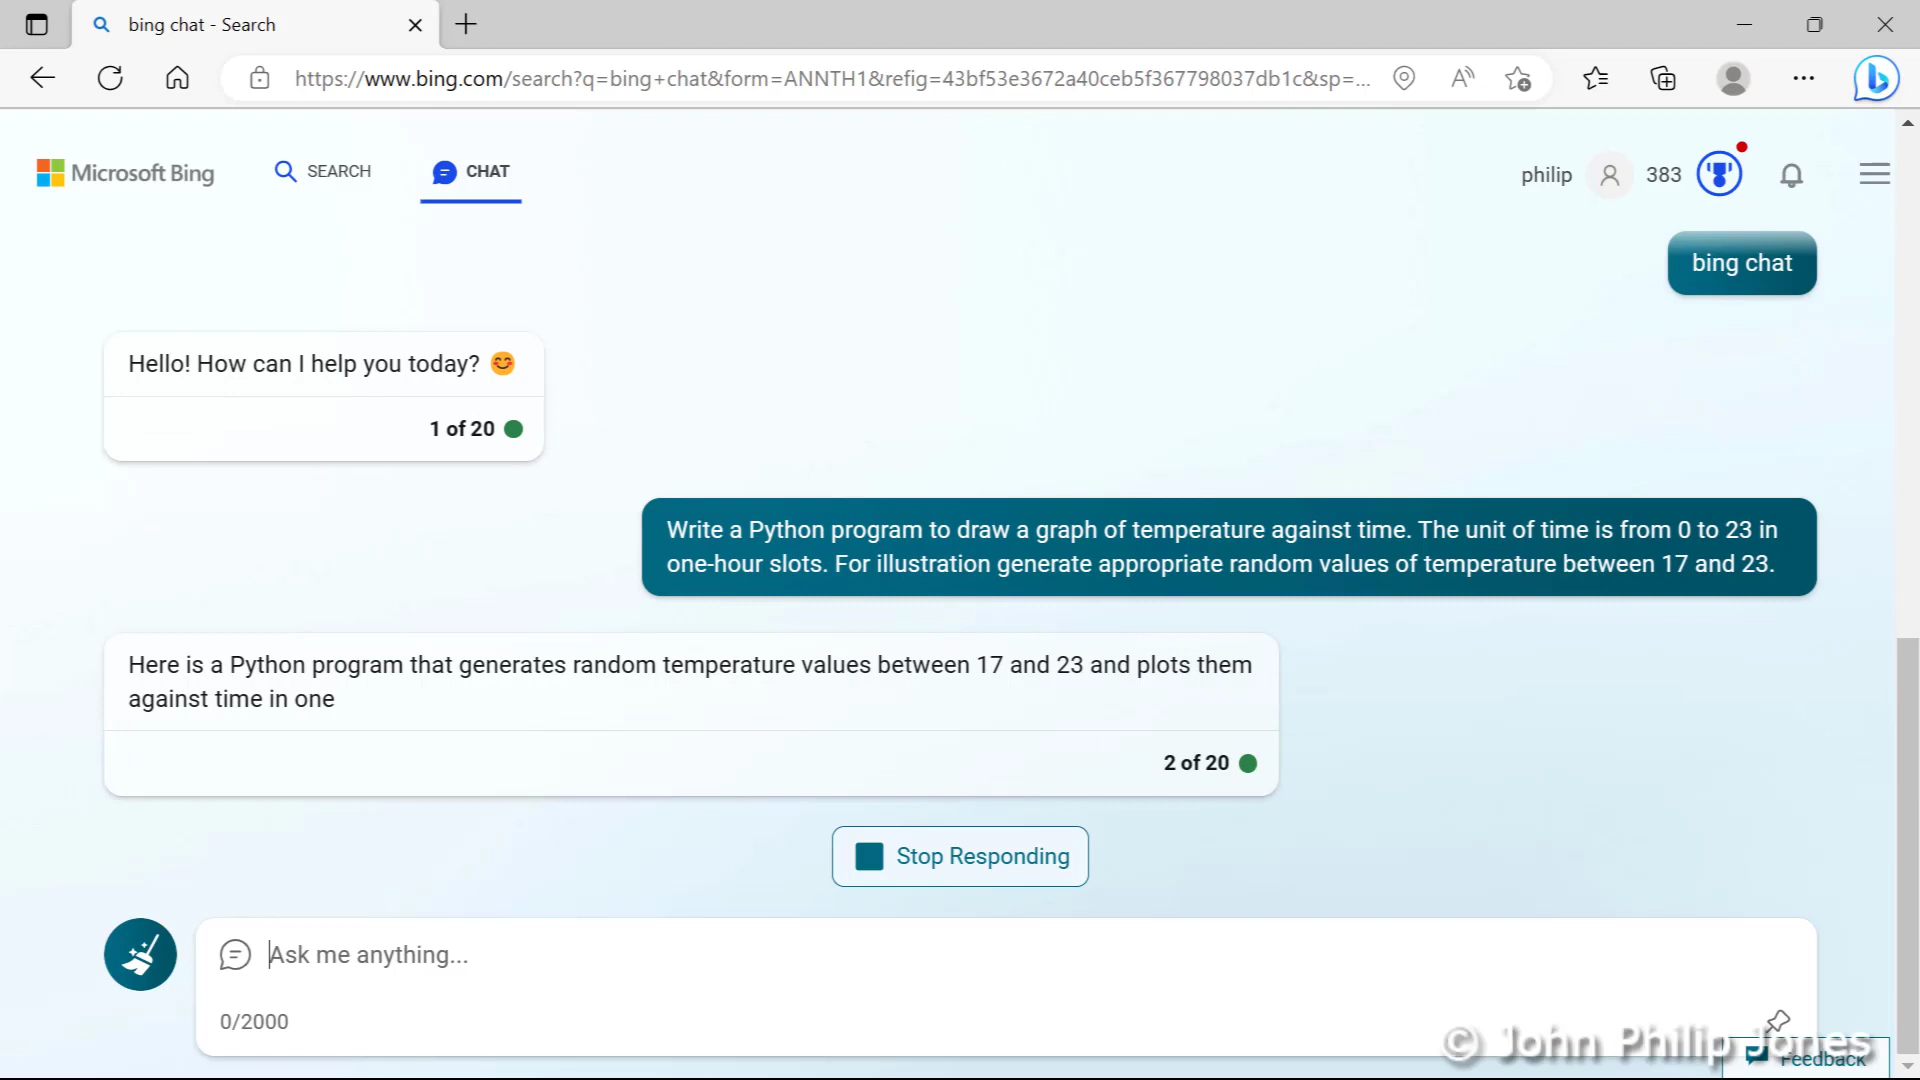 bing chat - Search
https://www.bing.com/search?q=bing+chat&form=ANNTH1&refig=43bf53e3672a40ceb5f367798037db1c&sp=...
Microsoft Bing
SEARCH
CHAT
philip
383
bing chat
Hello! How can I help you today? 😊
1 of 20
Write a Python program to draw a graph of temperature against time. The unit of time is from 0 to 23 in
one-hour slots. For illustration generate appropriate random values of temperature between 17 and 23.
Here is a Python program that generates random temperature values between 17 and 23 and plots them
against time in one
2 of 20
Stop Responding
Ask me anything...
0/2000
© John Philip Jones
Feedback